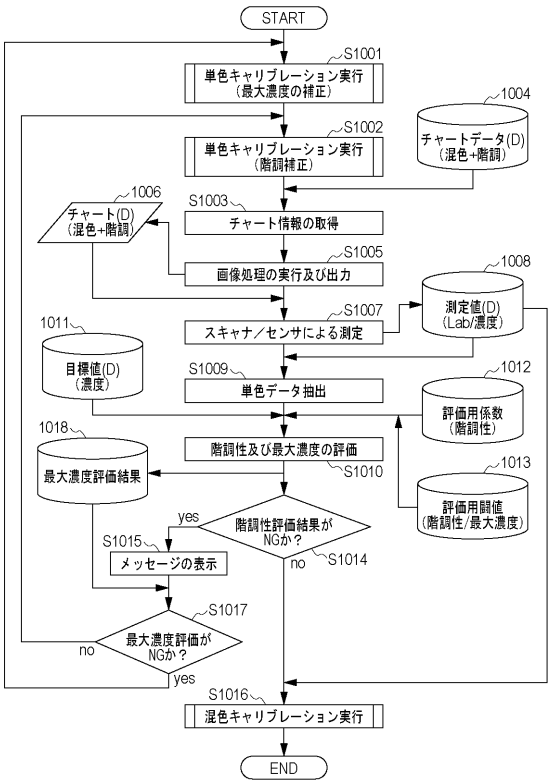 START
S1001
単色キャリブレーション実行
(最大濃度の補正)
S1002
単色キャリブレーション実行
(階調補正)
1004
チャートデータ(D)
(混色+階調)
S1003
チャート情報の取得
1006
チャート(D)
(混色+階調)
S1005
画像処理の実行及び出力
1008
測定値(D)
(Lab/濃度)
S1007
スキャナ/センサによる測定
1011
目標値(D)
(濃度)
S1009
単色データ抽出
1012
評価用係数
(階調性)
1018
最大濃度評価結果
階調性及び最大濃度の評価
S1010
1013
評価用閾値
(階調性/最大濃度)
yes
階調性評価結果が
NGか?
S1014
no
S1015
メッセージの表示
S1017
最大濃度評価が
NGか?
no
yes
S1016
混色キャリブレーション実行
END